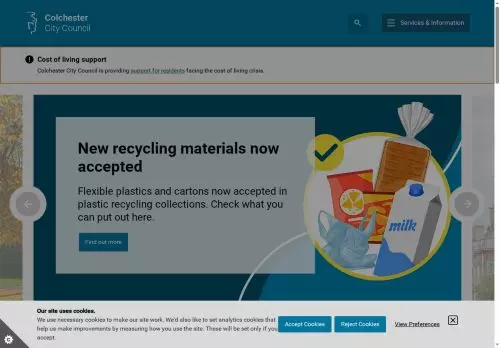 Colchester
City Council
Services & Information
Cost of living support
Colchester City Council is providing support for residents facing the cost of living crisis.
New recycling materials now
accepted
Flexible plastics and cartons now accepted in
plastic recycling collections. Check what you
can put out here.
Find out more
milk
Our site uses cookies.
We use necessary cookies to make our site work. We'd also like to set analytics cookies that
help us make improvements by measuring how you use the site. These will be set only if you
accept.
Accept Cookies
Reject Cookies
View Preferences